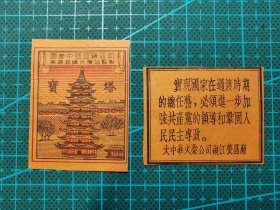 寶塔
實現國家在過渡時期
的總任務，必須進一步加
強共產黨的領導和鞏固人
民民主專政。
大中華火柴公司鎮江熒昌廠